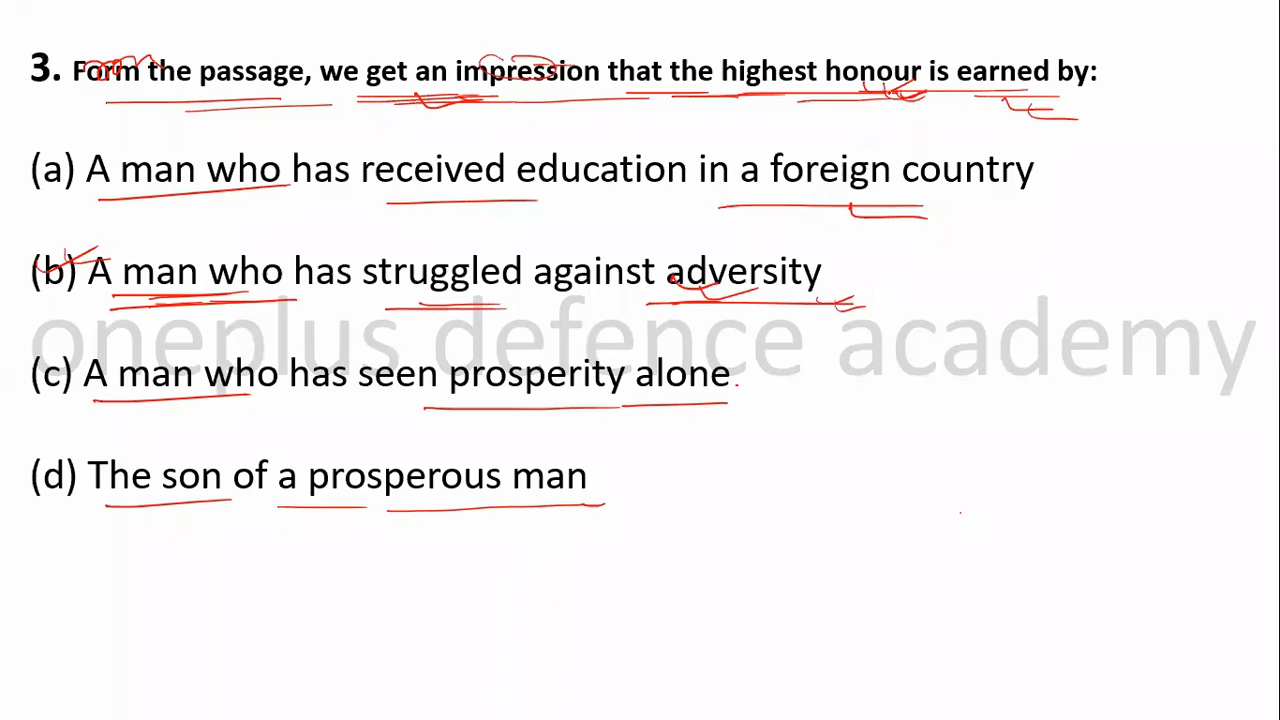 3. Form the passage, we get an impression that the highest honour is earned by:
(a) A man who has received education in a foreign country
(b) A man who has struggled against adversity
oneplus defence academy
(c) A man who has seen prosperity alone.
(d) The son of a prosperous man